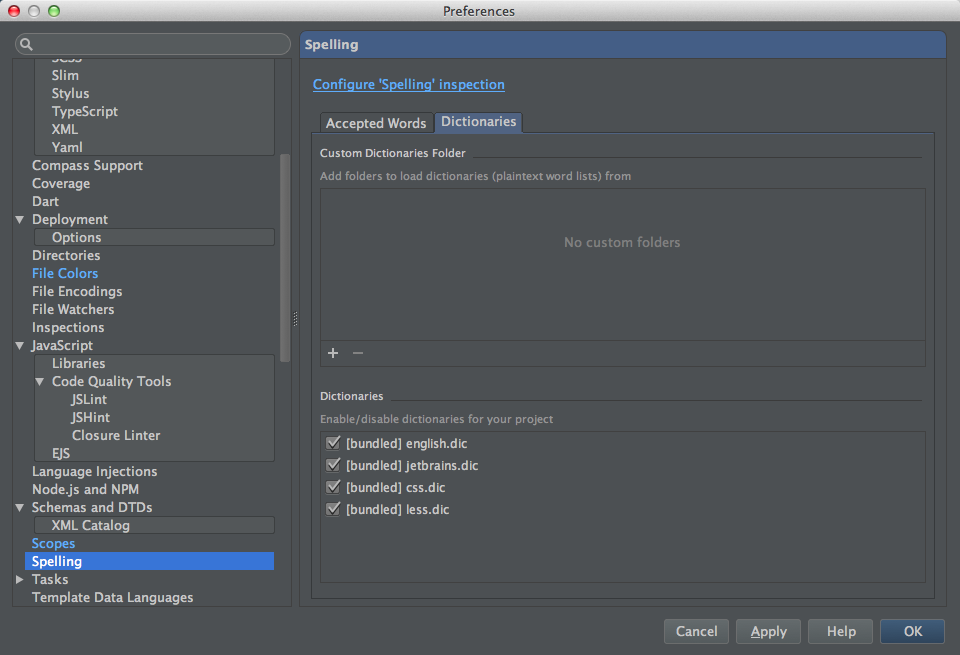 Preferences
SCSS
Slim
Stylus
TypeScript
XML
Yaml
Compass Support
Coverage
Dart
Deployment
Options
Directories
File Colors
File Encodings
File Watchers
Inspections
JavaScript
Libraries
Code Quality Tools
JSLint
JSHint
Closure Linter
EJS
Language Injections
Node.js and NPM
Schemas and DTDs
XML Catalog
Scopes
Spelling
Tasks
Template Data Languages
Spelling
Configure 'Spelling' inspection
Accepted Words Dictionaries
Custom Dictionaries Folder
Add folders to load dictionaries (plaintext word lists) from
No custom folders
Dictionaries
Enable/disable dictionaries for your project
[bundled] english.dic
[bundled] jetbrains.dic
[bundled] css.dic
[bundled] less.dic
Cancel Apply Help OK